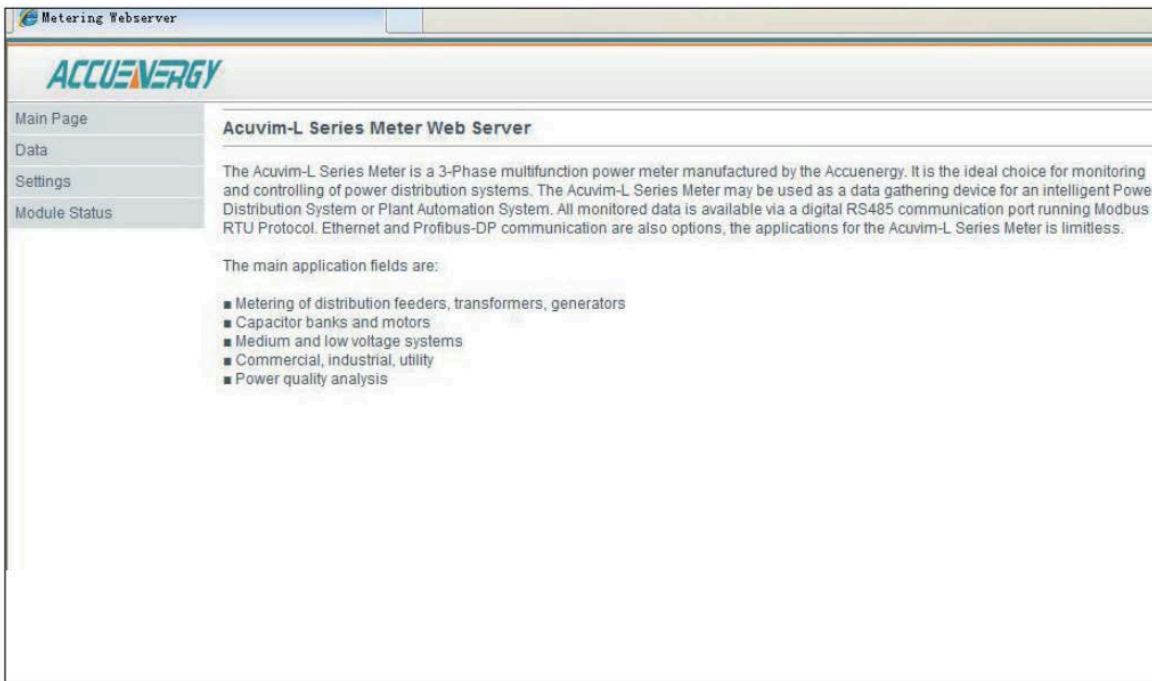 Metering Webserver
ACCUENERGY
Main Page
Data
Settings
Module Status
Acuvim-L Series Meter Web Server
The Acuvim-L Series Meter is a 3-Phase multifunction power meter manufactured by the Accuenergy. It is the ideal choice for monitoring
and controlling of power distribution systems. The Acuvim-L Series Meter may be used as a data gathering device for an intelligent Powe
Distribution System or Plant Automation System. All monitored data is available via a digital RS485 communication port running Modbus
RTU Protocol. Ethernet and Profibus-DP communication are also options, the applications for the Acuvim-L Series Meter is limitless.
The main application fields are:
■ Metering of distribution feeders, transformers, generators
■ Capacitor banks and motors
■ Medium and low voltage systems
■ Commercial, industrial, utility
■ Power quality analysis